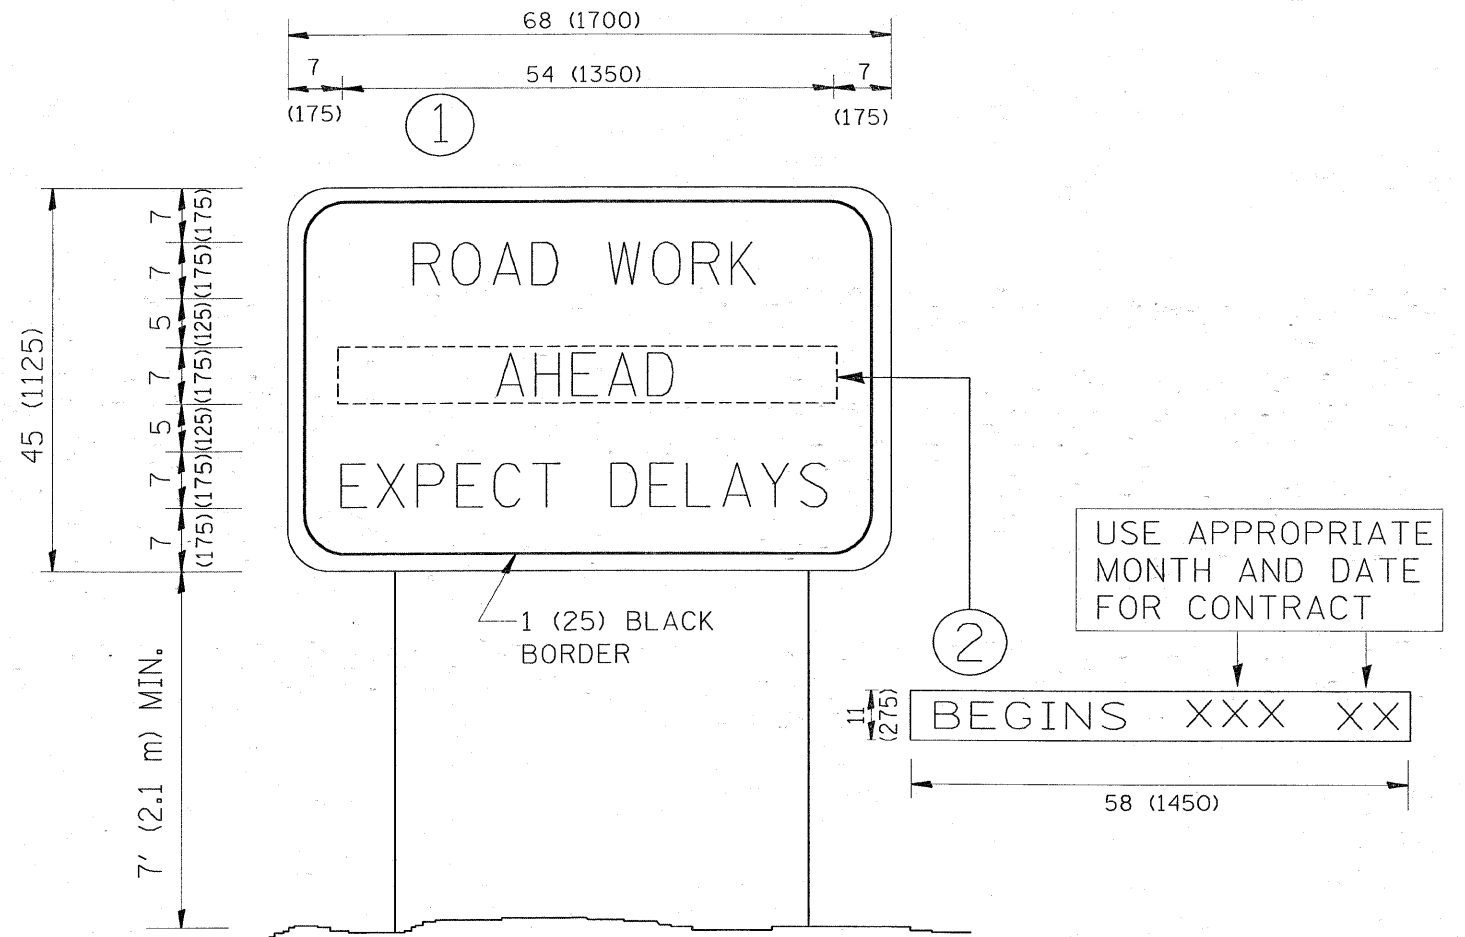 68 (1700)
7
54 (1350)
7
(175)
(175)
1
7
(175)
7
(175)
5
(125)
7
(175)
5
(125)
7
(175)
7
(175)
45 (1125)
ROAD WORK
AHEAD
EXPECT DELAYS
1 (25) BLACK
BORDER
7' (2.1 m) MIN.
2
USE APPROPRIATE
MONTH AND DATE
FOR CONTRACT
11
(275)
BEGINS XXX XX
58 (1450)